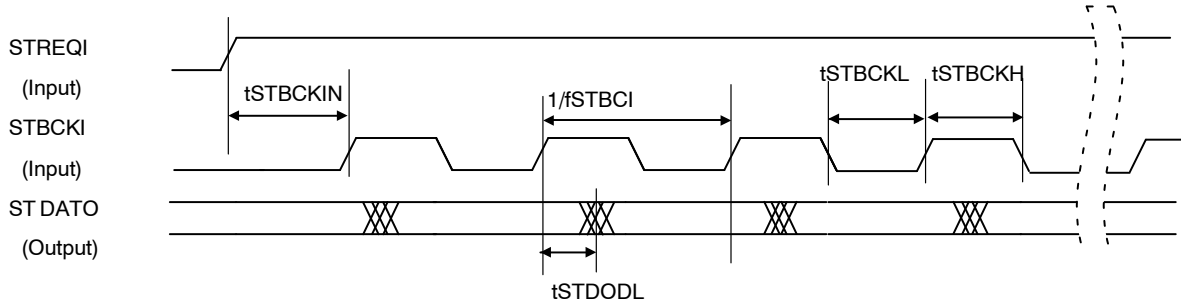 STREQI
(Input)
tSTBCKIN
1/fSTBCI
tSTBCKL
tSTBCKH
STBCKI
(Input)
ST DATO
(Output)
tSTDODL